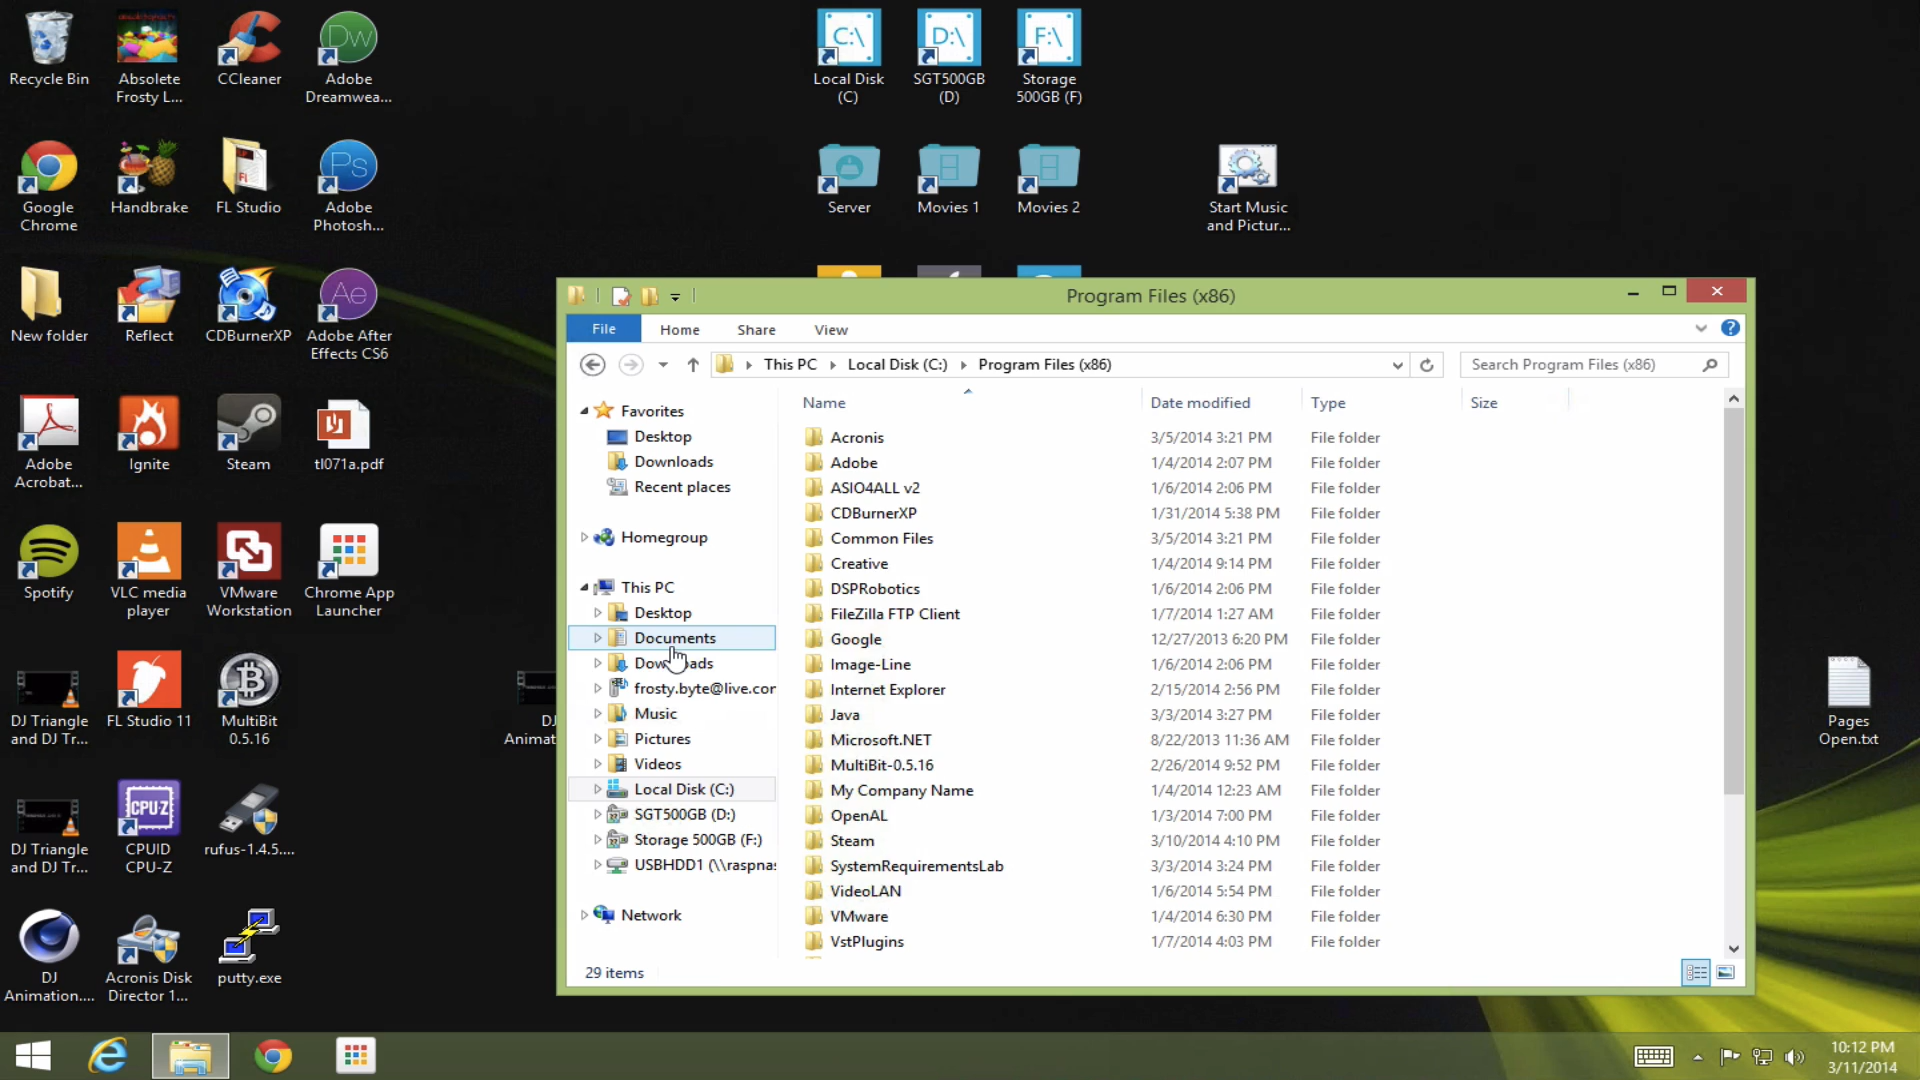 Recycle Bin
Absolute
Frosty L...
CCleaner
Adobe
Dreamwea...
Google
Chrome
Handbrake
FL Studio
Adobe
Photosh...
New folder
Reflect
CDBurnerXP
Adobe After
Effects CS6
Adobe
Acrobat...
Ignite
Steam
tl071a.pdf
Spotify
VLC media
player
VMware
Workstation
Chrome App
Launcher
DJ Triangle
and DJ Tr...
FL Studio 11
MultiBit
0.5.16
DJ Triangle
and DJ Tr...
CPUID
CPU-Z
rufus-1.4.5....
DJ
Animation....
Acronis Disk
Director 1...
putty.exe
Dw
Ps
Ae
CPU-Z
C:\
D:\
F:\
Local Disk
(C)
SGT500GB
(D)
Storage
500GB (F)
Server
Movies 1
Movies 2
Start Music
and Pictur...
DJ
Animat
Pages
Open.txt
Program Files (x86)
File
Home
Share
View
This PC
Local Disk (C:)
Program Files (x86)
Search Program Files (x86)
Favorites
Desktop
Downloads
Recent places
Homegroup
This PC
Desktop
Documents
Dow ads
frosty.byte@live.cor
Music
Pictures
Videos
Local Disk (C:)
SGT500GB (D:)
Storage 500GB (F:)
USBHDD1 (\\raspnas
Network
Name Date modified Type Size
Acronis 3/5/2014 3:21 PM File folder
Adobe 1/4/2014 2:07 PM File folder
ASIO4ALL v2 1/6/2014 2:06 PM File folder
CDBurnerXP 1/31/2014 5:38 PM File folder
Common Files 3/5/2014 3:21 PM File folder
Creative 1/4/2014 9:14 PM File folder
DSPRobotics 1/6/2014 2:06 PM File folder
FileZilla FTP Client 1/7/2014 1:27 AM File folder
Google 12/27/2013 6:20 PM File folder
Image-Line 1/6/2014 2:06 PM File folder
Internet Explorer 2/15/2014 2:56 PM File folder
Java 3/3/2014 3:27 PM File folder
Microsoft.NET 8/22/2013 11:36 AM File folder
MultiBit-0.5.16 2/26/2014 9:52 PM File folder
My Company Name 1/4/2014 12:23 AM File folder
OpenAL 1/3/2014 7:00 PM File folder
Steam 3/10/2014 4:10 PM File folder
SystemRequirementsLab 3/3/2014 3:24 PM File folder
VideoLAN 1/6/2014 5:54 PM File folder
VMware 1/4/2014 6:30 PM File folder
VstPlugins 1/7/2014 4:03 PM File folder
29 items
10:12 PM
3/11/2014